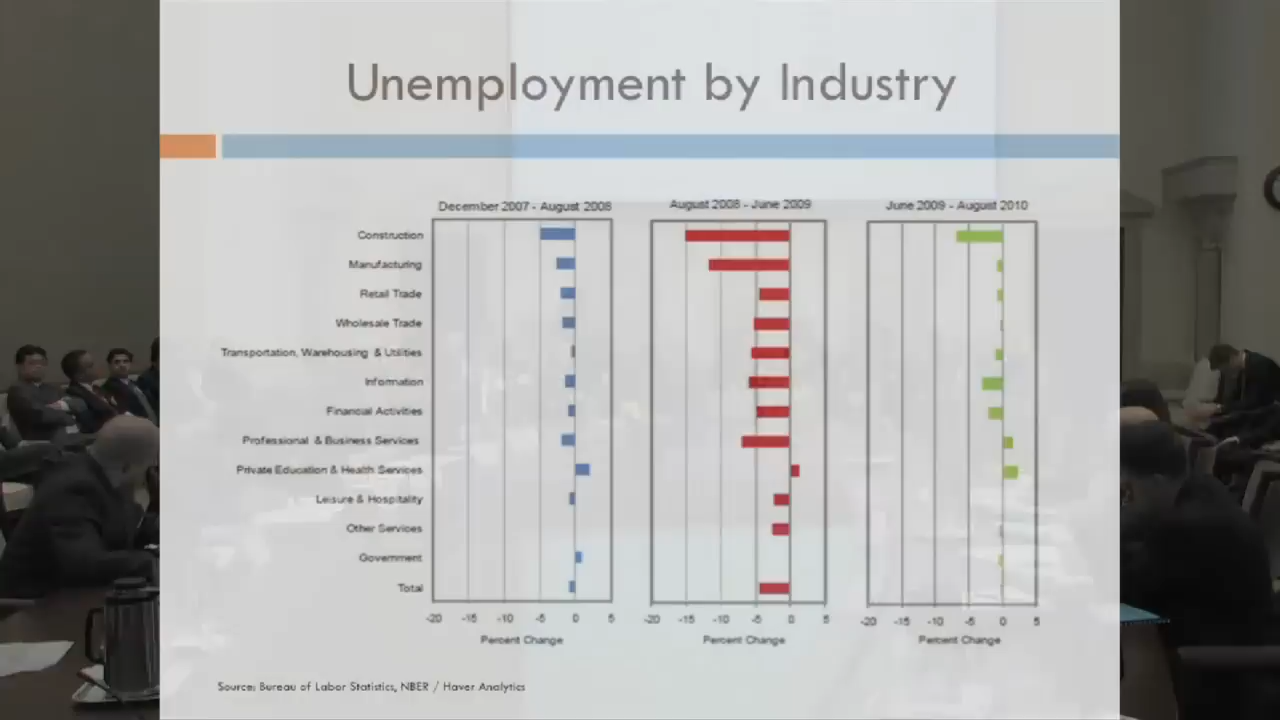 Unemployment by Industry
December 2007 - August 2008
August 2008 - June 2009
June 2009 - August 2010
Construction
Manufacturing
Retail Trade
Wholesale Trade
Transportation, Warehousing & Utilities
Information
Financial Activities
Professional & Business Services
Private Education & Health Services
Leisure & Hospitality
Other Services
Government
Total
-20 -15 -10 -5 0 5
-20 -15 -10 -5 0 5
-20 -15 -10 -5 0 5
Percent Change
Percent Change
Percent Change
Source: Bureau of Labor Statistics, NBER / Haver Analytics